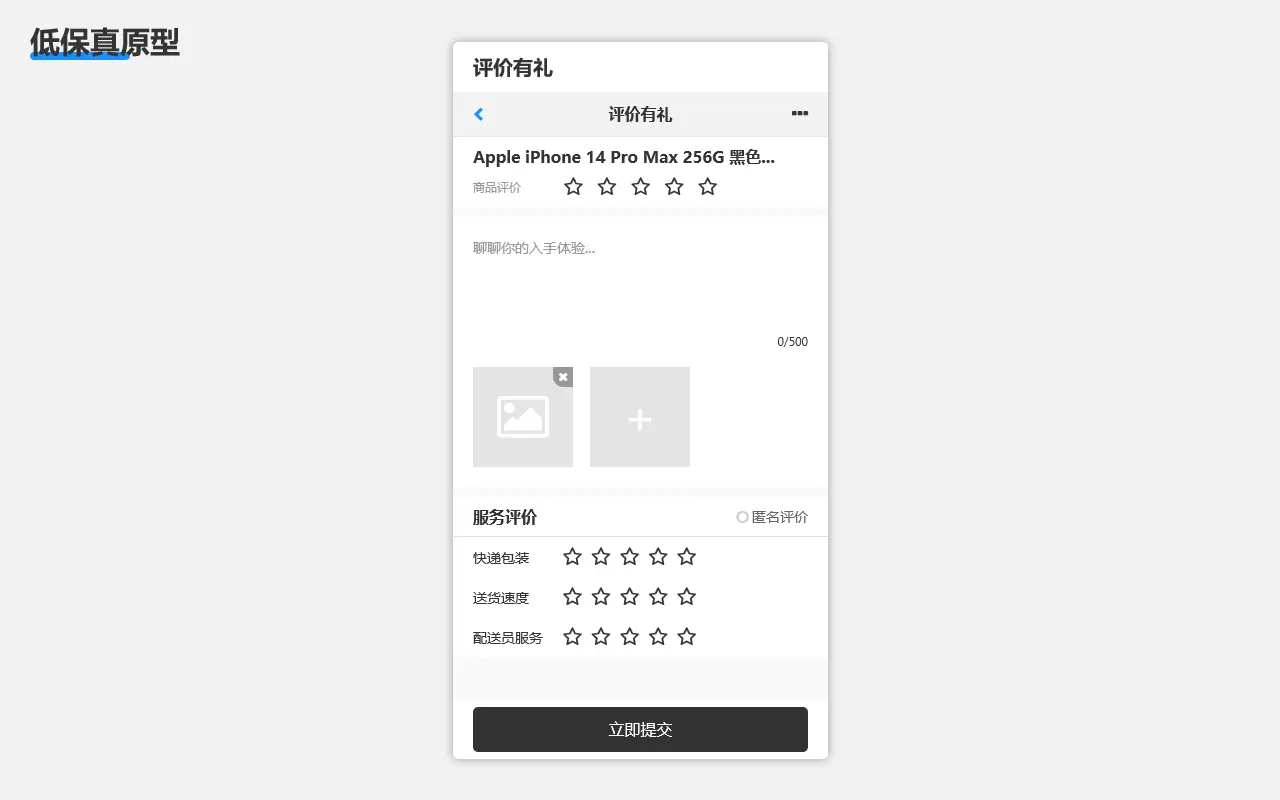 低保真原型
评价有礼
评价有礼
Apple iPhone 14 Pro Max 256G 黑色...
商品评价
聊聊你的入手体验...
0/500
服务评价
匿名评价
快递包装
送货速度
配送员服务
立即提交